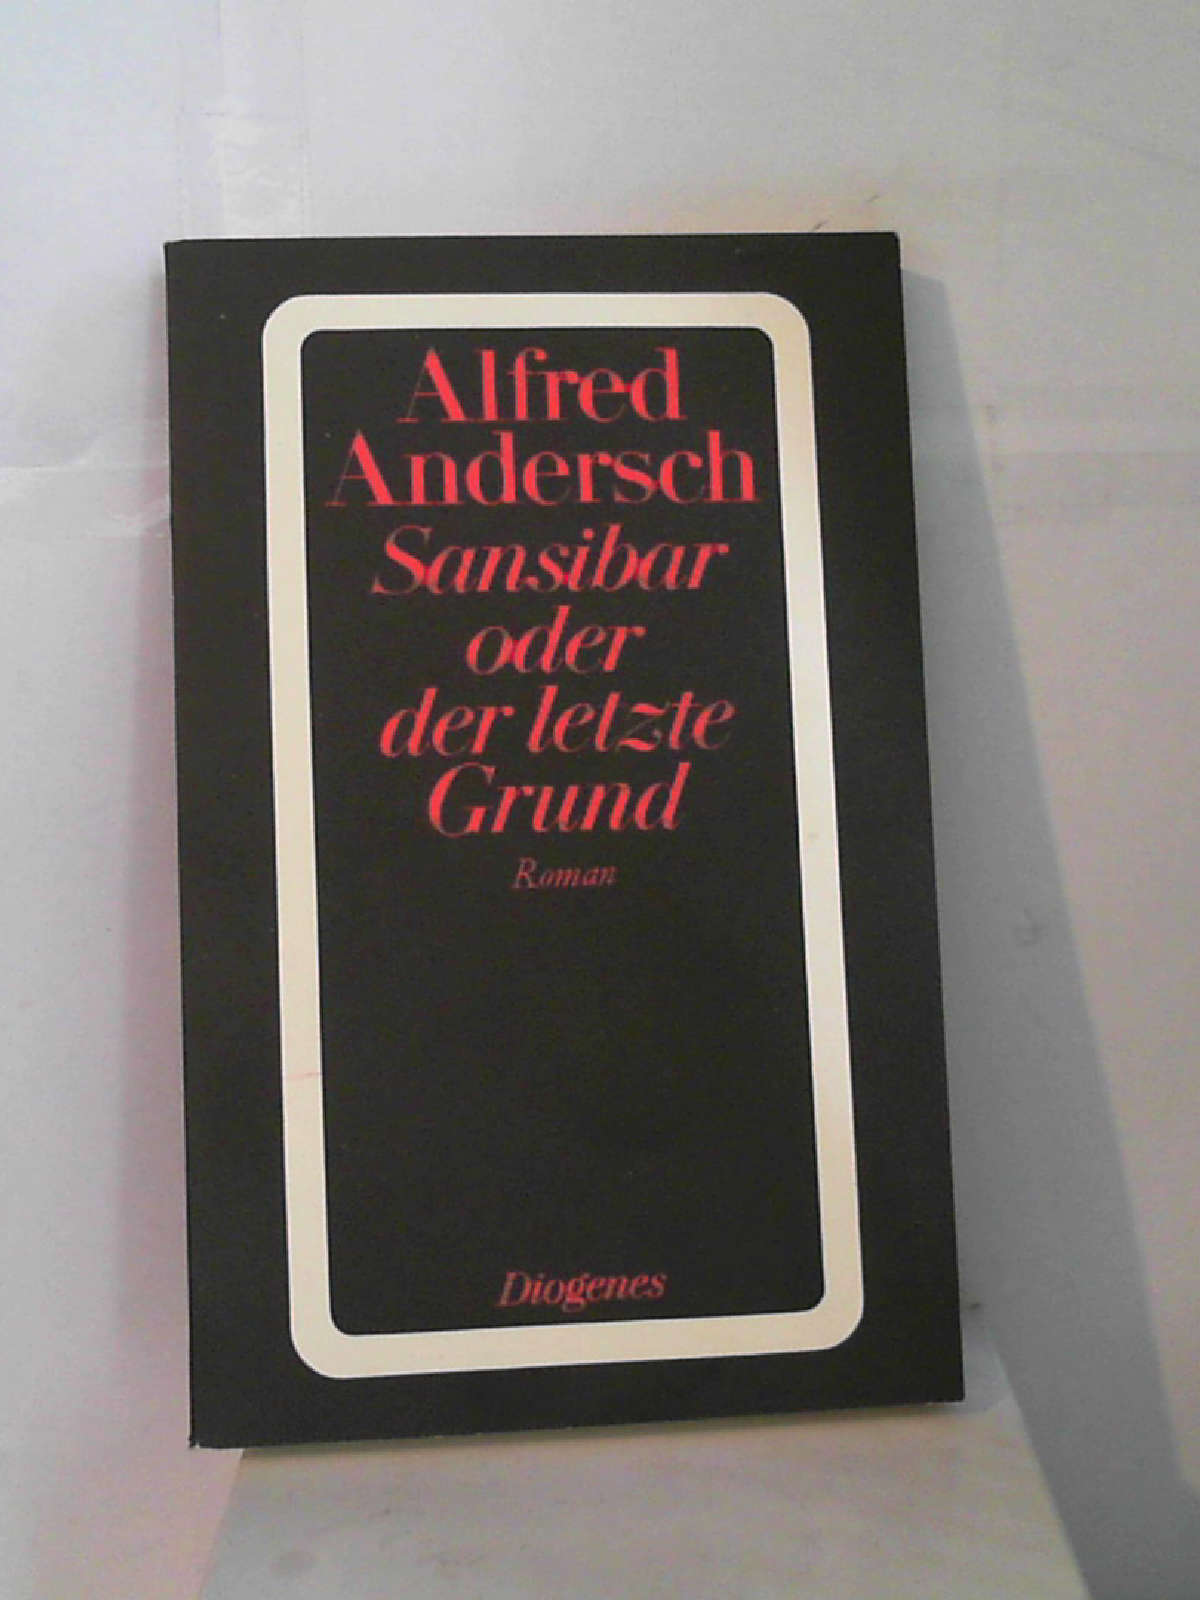 Alfred
Andersch
Sansibar
oder
der letzte
Grund
Roman
Diogenes